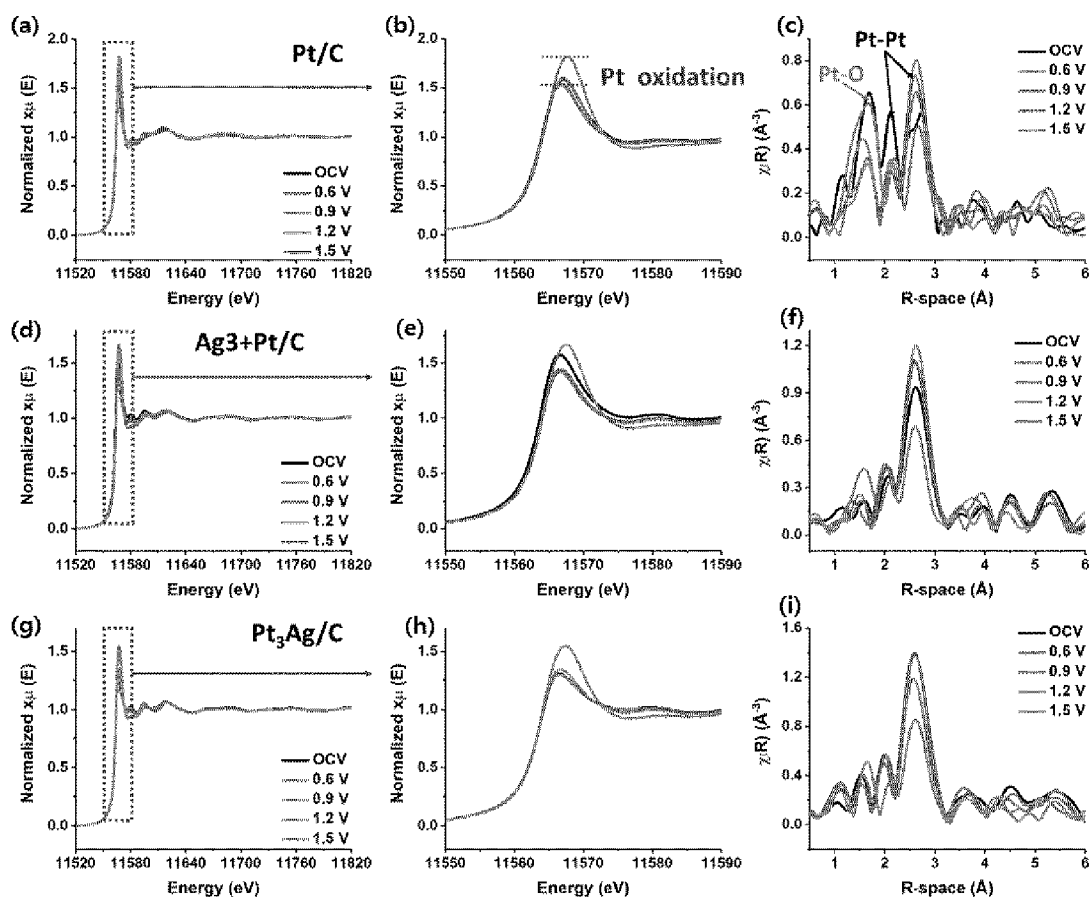 (a)
Pt/C
Normalized xμ (E)
2.0
1.5
1.0
0.5
0.0
OCV
0.6 V
0.9 V
1.2 V
1.5 V
11520 11580 11640 11700 11760 11820
Energy (eV)
(b)
Pt oxidation
Normalized xμ (E)
2.0
1.5
1.0
0.5
0.0
11550 11560 11570 11580 11590
Energy (eV)
(c)
Pt-Pt
Pt-O
OCV
0.6 V
0.9 V
1.2 V
1.5 V
χ(R) (Å⁻³)
0.8
0.6
0.4
0.2
0.0
1 2 3 4 5 6
R-space (Å)
(d)
Ag3+Pt/C
Normalized xμ (E)
1.5
1.0
0.5
0.0
OCV
0.6 V
0.9 V
1.2 V
1.5 V
11520 11580 11640 11700 11760 11820
Energy (eV)
(e)
Normalized xμ (E)
1.5
1.0
0.5
0.0
11550 11560 11570 11580 11590
Energy (eV)
(f)
OCV
0.6 V
0.9 V
1.2 V
1.5 V
χ(R) (Å⁻³)
1.2
0.9
0.6
0.3
0.0
1 2 3 4 5 6
R-space (Å)
(g)
Pt₃Ag/C
Normalized xμ (E)
1.5
1.0
0.5
0.0
OCV
0.6 V
0.9 V
1.2 V
1.5 V
11520 11580 11640 11700 11760 11820
Energy (eV)
(h)
Normalized xμ (E)
1.5
1.0
0.5
0.0
11550 11560 11570 11580 11590
Energy (eV)
(i)
OCV
0.6 V
0.9 V
1.2 V
1.5 V
χ(R) (Å⁻³)
1.6
1.2
0.8
0.4
0.0
1 2 3 4 5 6
R-space (Å)